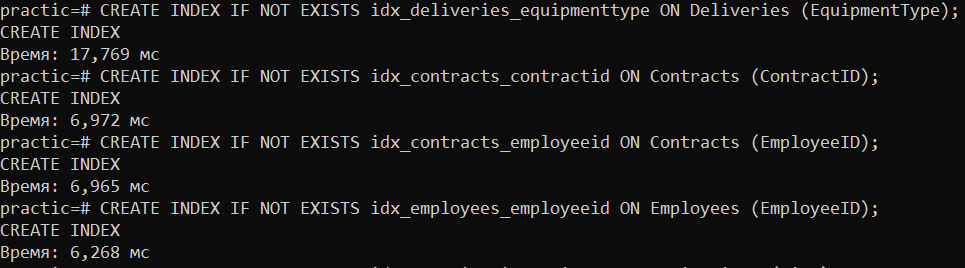 practic=# CREATE INDEX IF NOT EXISTS idx_deliveries_equipmenttype ON Deliveries (EquipmentType);
CREATE INDEX
Время: 17,769 мс
practic=# CREATE INDEX IF NOT EXISTS idx_contracts_contractid ON Contracts (ContractID);
CREATE INDEX
Время: 6,972 мс
practic=# CREATE INDEX IF NOT EXISTS idx_contracts_employeeid ON Contracts (EmployeeID);
CREATE INDEX
Время: 6,965 мс
practic=# CREATE INDEX IF NOT EXISTS idx_employees_employeeid ON Employees (EmployeeID);
CREATE INDEX
Время: 6,268 мс